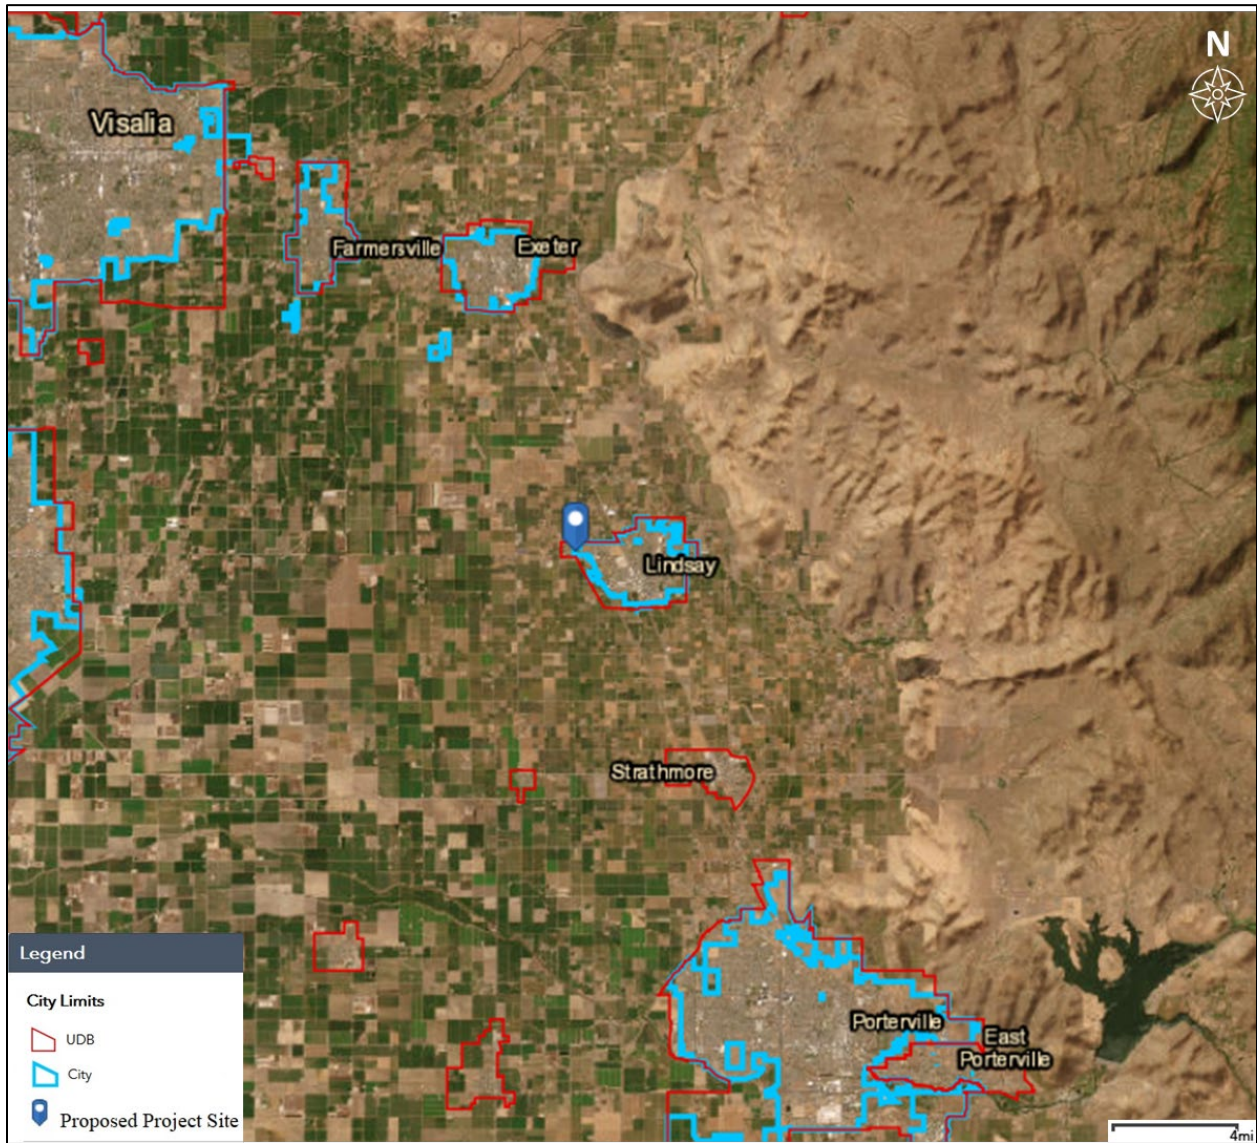 N
Visalia
Farmersville
Exeter
Lindsay
Strathmore
Porterville
East
Porterville
Legend
City Limits
UDB
City
Proposed Project Site
4mi